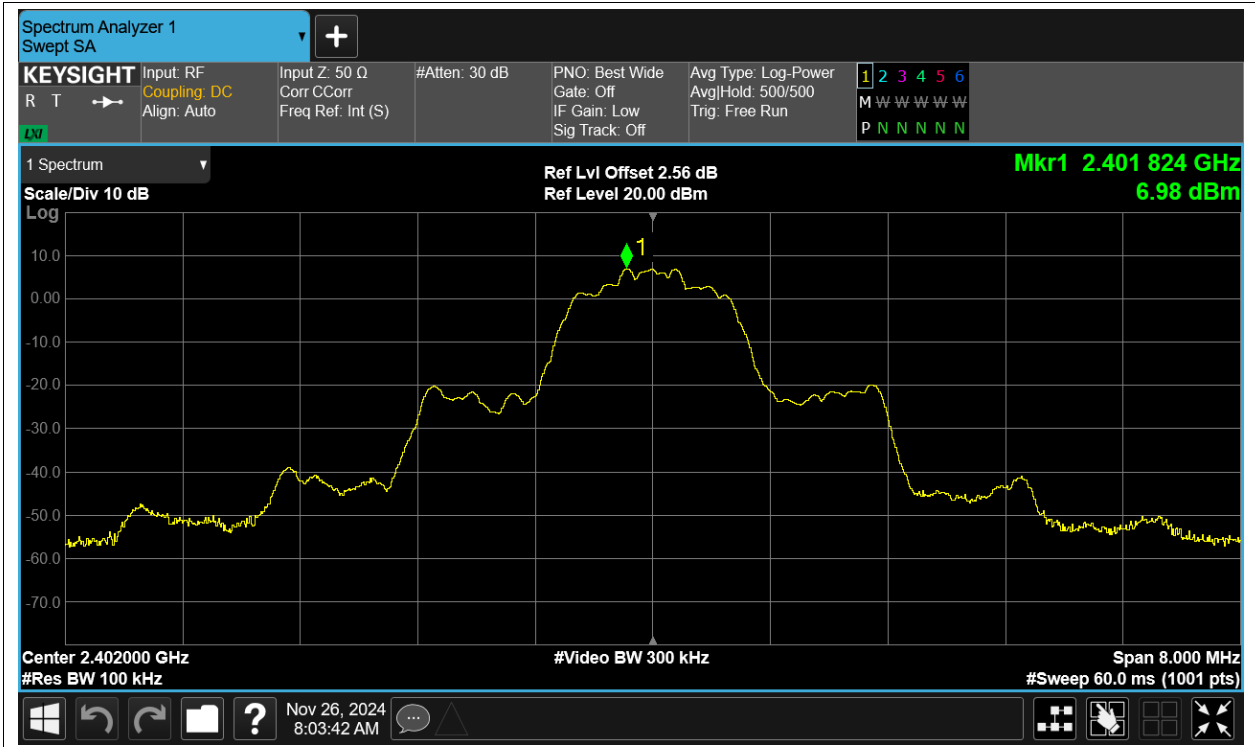 Spectrum Analyzer 1
Swept SA
+
KEYSIGHT
R T
LXI
Input: RF
Coupling: DC
Align: Auto
Input Z: 50 Ω
Corr CCorr
Freq Ref: Int (S)
#Atten: 30 dB
PNO: Best Wide
Gate: Off
IF Gain: Low
Sig Track: Off
Avg Type: Log-Power
Avg|Hold: 500/500
Trig: Free Run
1 2 3 4 5 6
M W W W W W
P N N N N N
1 Spectrum
Scale/Div 10 dB
Log
Ref Lvl Offset 2.56 dB
Ref Level 20.00 dBm
Mkr1 2.401 824 GHz
6.98 dBm
1
10.0
0.00
-10.0
-20.0
-30.0
-40.0
-50.0
-60.0
-70.0
Center 2.402000 GHz
#Res BW 100 kHz
#Video BW 300 kHz
Span 8.000 MHz
#Sweep 60.0 ms (1001 pts)
?
Nov 26, 2024
8:03:42 AM